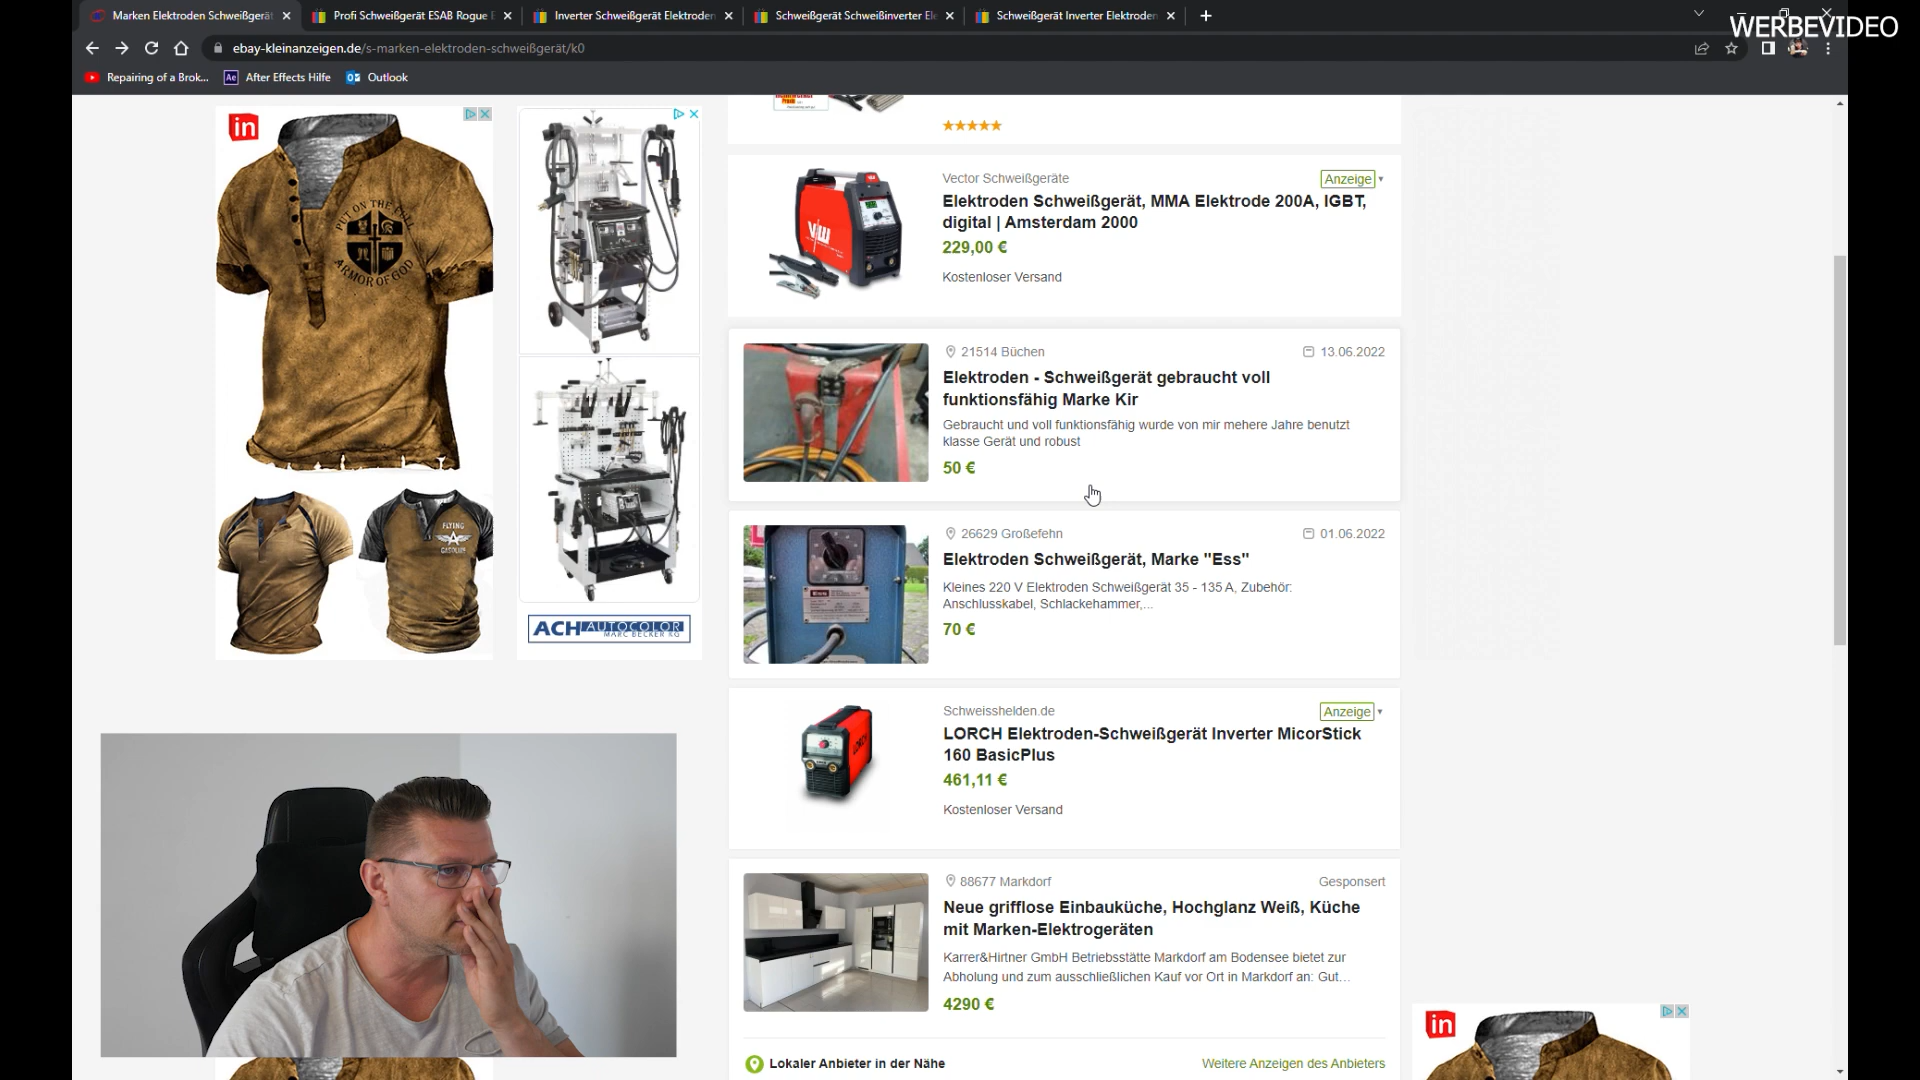 WERBEVIDEO
Marken Elektroden Schweißgerät
Profi Schweißgerät ESAB Rogue E
Inverter Schweißgerät Elektroden
Schweißgerät Schweißinverter Ele
Schweißgerät Inverter Elektroden
ebay-kleinanzeigen.de/s-marken-elektroden-schweißgerät/k0
Repairing of a Brok...
Ae After Effects Hilfe
Outlook
in
PUT ON THE FULL
ARMOR OF GOD
FLYING
GASOLINE
ACH AUTOCOLOR
MARC BECKER KG
★★★★★
Vector Schweißgeräte
Anzeige
Elektroden Schweißgerät, MMA Elektrode 200A, IGBT,
digital | Amsterdam 2000
229,00 €
Kostenloser Versand
21514 Büchen
13.06.2022
Elektroden - Schweißgerät gebraucht voll
funktionsfähig Marke Kir
Gebraucht und voll funktionsfähig wurde von mir mehere Jahre benutzt
klasse Gerät und robust
50 €
26629 Großefehn
01.06.2022
Elektroden Schweißgerät, Marke "Ess"
Kleines 220 V Elektroden Schweißgerät 35 - 135 A, Zubehör:
Anschlusskabel, Schlackehammer,...
70 €
Schweisshelden.de
Anzeige
LORCH
LORCH Elektroden-Schweißgerät Inverter MicorStick
160 BasicPlus
461,11 €
Kostenloser Versand
88677 Markdorf
Gesponsert
Neue grifflose Einbauküche, Hochglanz Weiß, Küche
mit Marken-Elektrogeräten
Karrer&Hirtner GmbH Betriebsstätte Markdorf am Bodensee bietet zur
Abholung und zum ausschließlichen Kauf vor Ort in Markdorf an: Gut...
4290 €
Lokaler Anbieter in der Nähe
Weitere Anzeigen des Anbieters
in